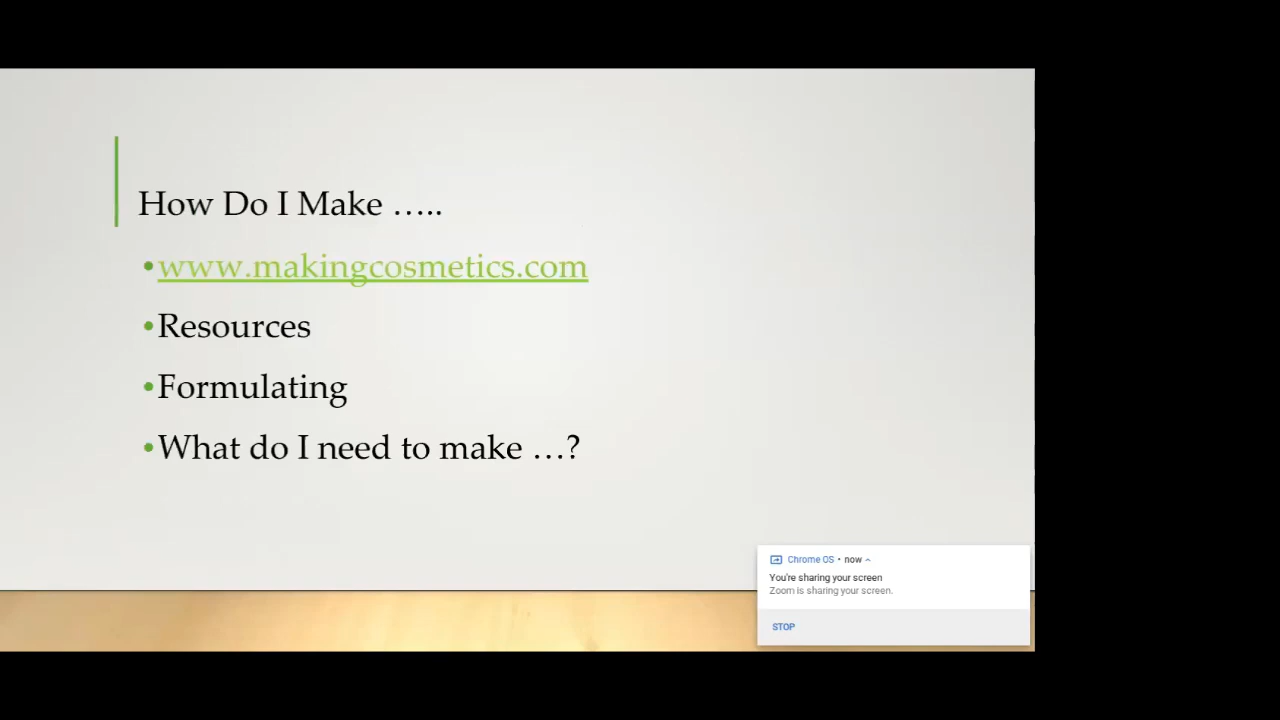 How Do I Make …..
•www.makingcosmetics.com
•Resources
•Formulating
•What do I need to make …?
Chrome OS • now
You're sharing your screen
Zoom is sharing your screen.
STOP